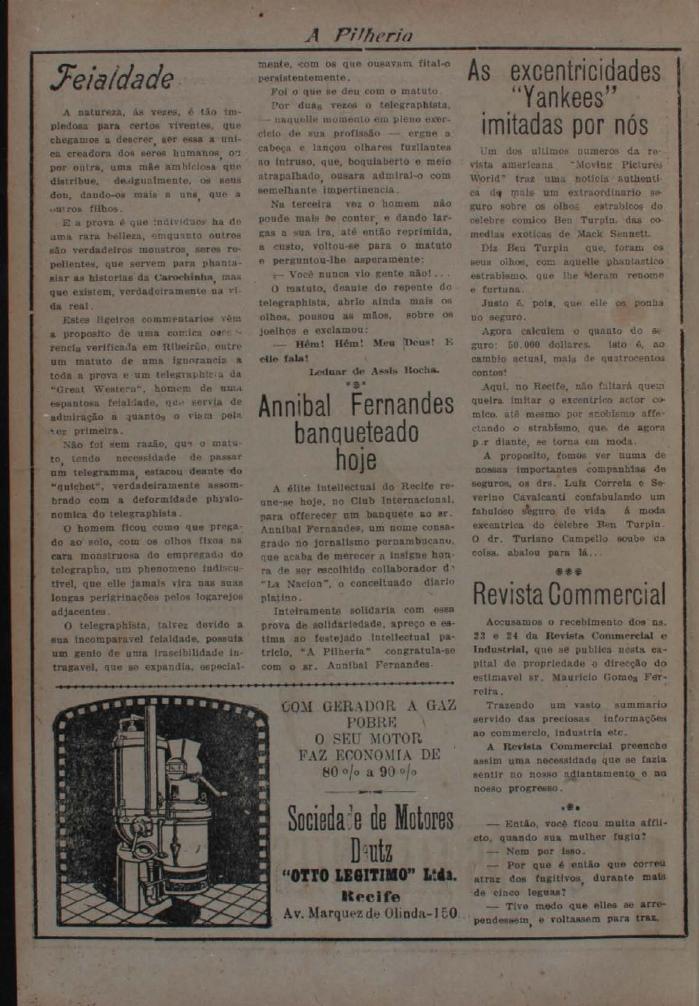 A Pilheria
Feialdade
A natureza, ás vezes, é tão im-
piedosa para certos viventes, que
chegamos a descrer, ser essa a uni-
ca creadora dos seres humanos, ou
por outra, uma mãe ambiciosa que
distribue, desigualmente, os seus
dou, dando-os mais a uns, que a
outros filhos.
E a prova é que individuos ha de
uma rara belleza, emquanto outros
são verdadeiros monstros, seres re-
pelientes, que servem para phanta-
siar as historias da Carochinha, mas
que existem, verdadeiramente na vi-
da real.
Estes ligeiros commentarios vêm
a proposito de uma comica occor-
rencia verificada em Ribeirão, entre
um matuto de uma ignorancia a
toda a prova e um telegraphista da
"Great Western", homem de uma
espantosa feialdade, que servia de
admiração a quantos o viam pela
vez primeira.
Não foi sem razão, que o matu-
to, tendo necessidade de passar
um telegramma, estacou deante do
"guichet", verdadeiramente assom-
brado com a deformidade physio-
nomica do telegraphista.
O homem ficou como que prega-
do ao solo, com os olhos fixos na
cara monstruosa do empregado do
telegrapho, um phenomeno indiscu-
tivel, que elle jamais vira nas suas
longas perigrinações pelos logarejos
adjacentes.
O telegraphista, talvez devido a
sua incomparavel feialdade, possuia
um genio de uma irascibilidade in-
tragavel, que se expandia, especial-
mente, com os que ousavam fital-o
persistentemente.
Foi o que se deu com o matuto.
Por duas vezes o telegraphista,
— naquelle momento em pleno exer-
cicio de sua profissão — ergue a
cabeça e lançou olhares fuzilantes
ao intruso, que, boquiaberto e meio
atrapalhado, ousara admiral-o com
semelhante impertinencia.
Na terceira vez o homem não
poude mais se conter, e dando lar-
gas a sua ira, até então reprimida,
a custo, voltou-se para o matuto
e perguntou-lhe asperamente:
— Você nunca vio gente não!...
O matuto, deante do repente do
telegraphista, abrio ainda mais os
olhos, pousou as mãos, sobre os
joelhos e exclamou:
— Hêm! Hêm! Meu Deus! E
elle fala!
Leduar de Assis Rocha.
Annibal Fernandes
banqueteado
hoje
A élite intellectual do Recife re-
une-se hoje, no Club Internacional,
para offerecer um banquete ao sr.
Annibal Fernandes, um nome consa-
grado no jornalismo pernambucano,
que acaba de merecer a insigne hon-
ra de ser escolhido collaborador d'
"La Nacion", o conceituado diario
platino.
Inteiramente solidaria com essa
prova de solidariedade, apreço e es-
tima ao festejado intellectual pa-
tricio, "A Pilheria" congratula-se
com o sr. Annibal Fernandes.
COM GERADOR A GAZ
POBRE
O SEU MOTOR
FAZ ECONOMIA DE
80 o/o a 90 o/o
Sociedade de Motores
Deutz
"OTTO LEGITIMO" Ltda.
Recife
Av. Marquez de Olinda-150
As excentricidades
"Yankees"
imitadas por nós
Um dos ultimos numeros da re-
vista americana "Moving Pictures
World" traz uma noticia authenti-
ca de mais um extraordinario se-
guro sobre os olhos estrabicos do
celebre comico Ben Turpin, das co-
medias exoticas de Mack Sennett.
Diz Ben Turpin que, foram os
seus olhos, com aquelle phantastico
estrabismo, que lhe deram renome
e fortuna.
Justo é, pois, que elle os ponha
no seguro.
Agora calculem o quanto do se-
guro: 50.000 dollares. Isto é, ao
cambio actual, mais de quatrocentos
contos!
Aqui, no Recife, não faltará quem
queira imitar o excentrico actor co-
mico, até mesmo por snobismo affe-
ctando o strabismo, que, de agora
por diante, se torna em moda.
A proposito, fomos ver numa de
nossas importantes companhias de
seguros, os drs. Luiz Correia e Se-
verino Cavalcanti confabulando um
fabuloso seguro de vida á moda
excentrica do celebre Ben Turpin.
O dr. Turiano Campello soube da
coisa, abalou para lá...
Revista Commercial
Accusamos o recebimento dos ns.
23 e 24 da Revista Commercial e
Industrial, que se publica nesta ca-
pital de propriedade e direcção do
estimavel sr. Mauricio Gomes Fer-
reira.
Trazendo um vasto summario
servido das preciosas informações
ao commercio, industria etc.
A Revista Commercial preenche
assim uma necessidade que se fazia
sentir no nosso adiantamento e no
nosso progresso.
— Então, você ficou muito affli-
cto, quando sua mulher fugiu?
— Nem por isso.
— Por que é então que correu
atraz dos fugitivos, durante mais
de cinco leguas?
— Tive medo que elles se arre-
pendessem, e voltassem para traz.